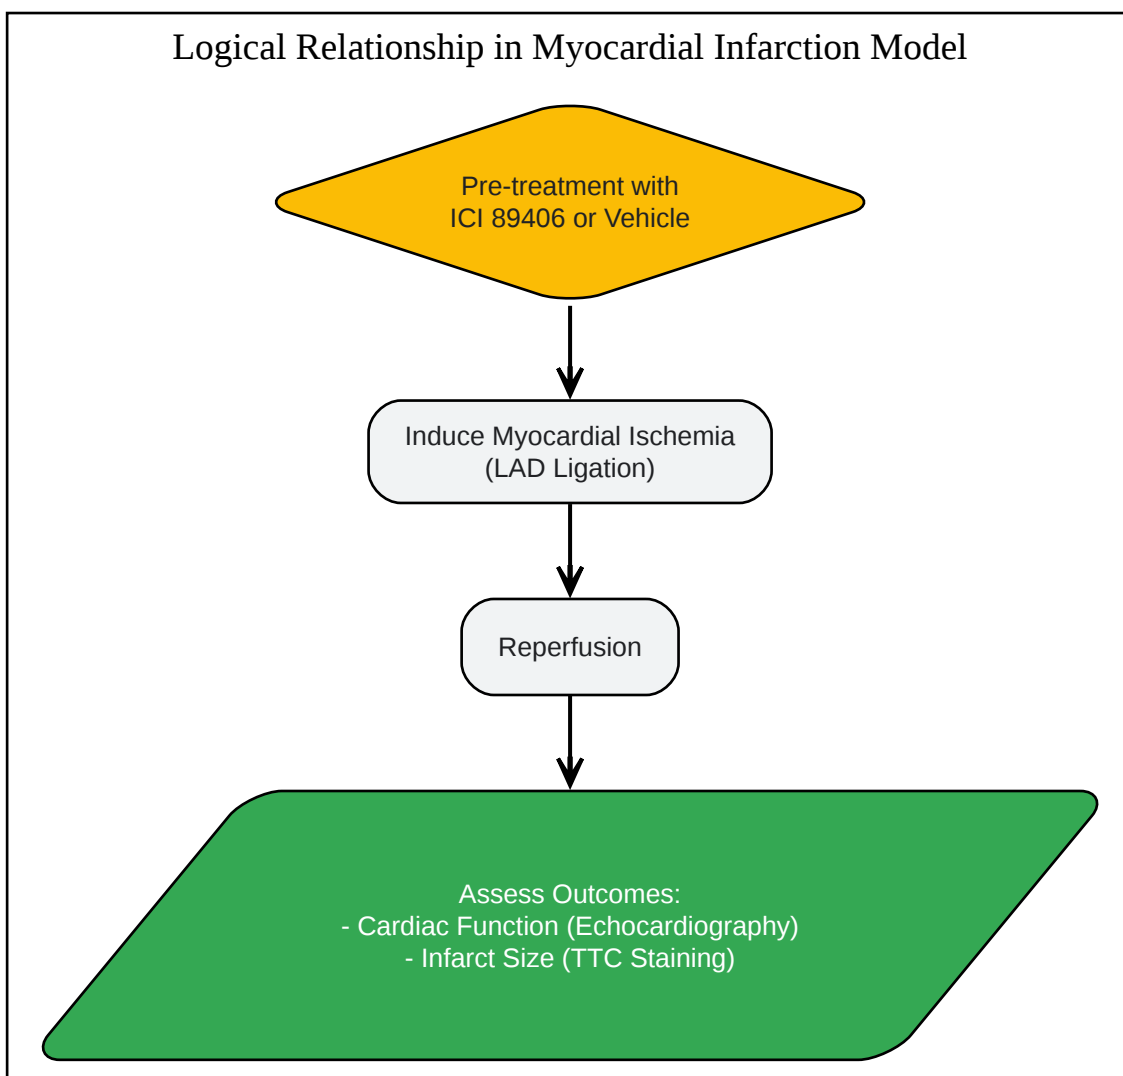 Logical Relationship in Myocardial Infarction Model
Pre-treatment with
ICI 89406 or Vehicle
Induce Myocardial Ischemia
(LAD Ligation)
Reperfusion
Assess Outcomes:
- Cardiac Function (Echocardiography)
- Infarct Size (TTC Staining)